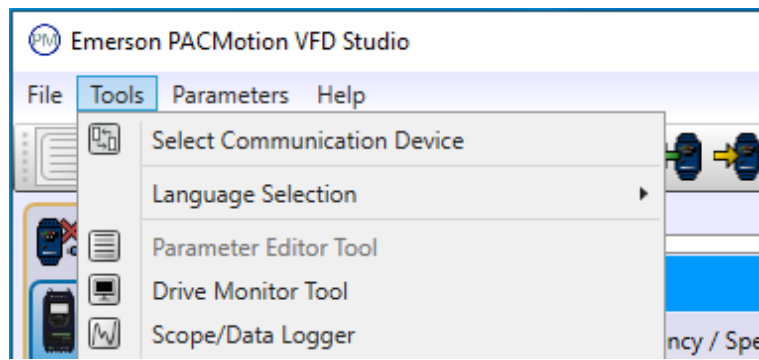 PM Emerson PACMotion VFD Studio
File Tools Parameters Help
Select Communication Device
Language Selection
Parameter Editor Tool
Drive Monitor Tool
Scope/Data Logger
ncy / Spe